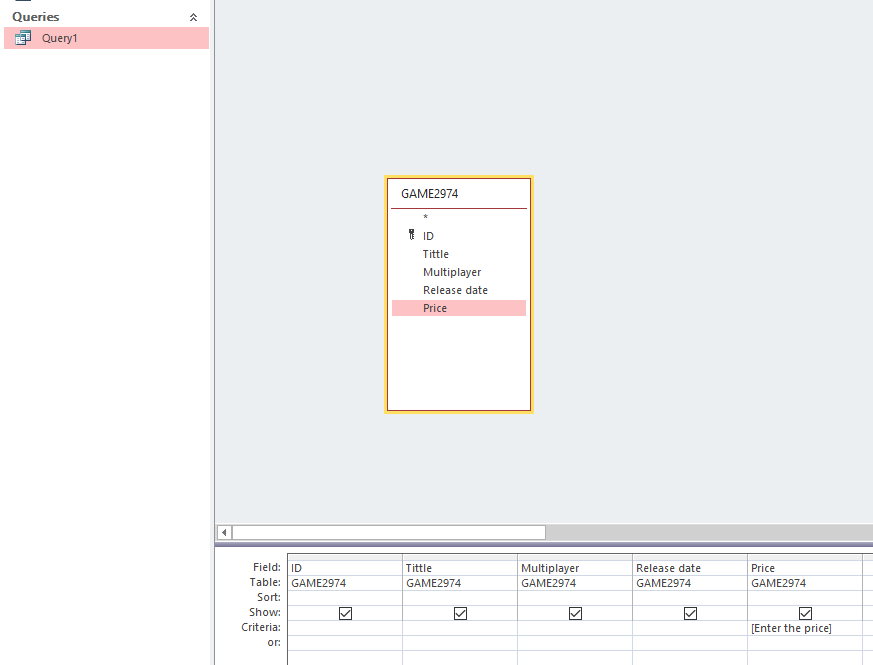 Queries
Query1
GAME2974
*
ID
Tittle
Multiplayer
Release date
Price
Field: ID Tittle Multiplayer Release date Price
Table: GAME2974 GAME2974 GAME2974 GAME2974 GAME2974
Sort:
Show:
Criteria: [Enter the price]
or: